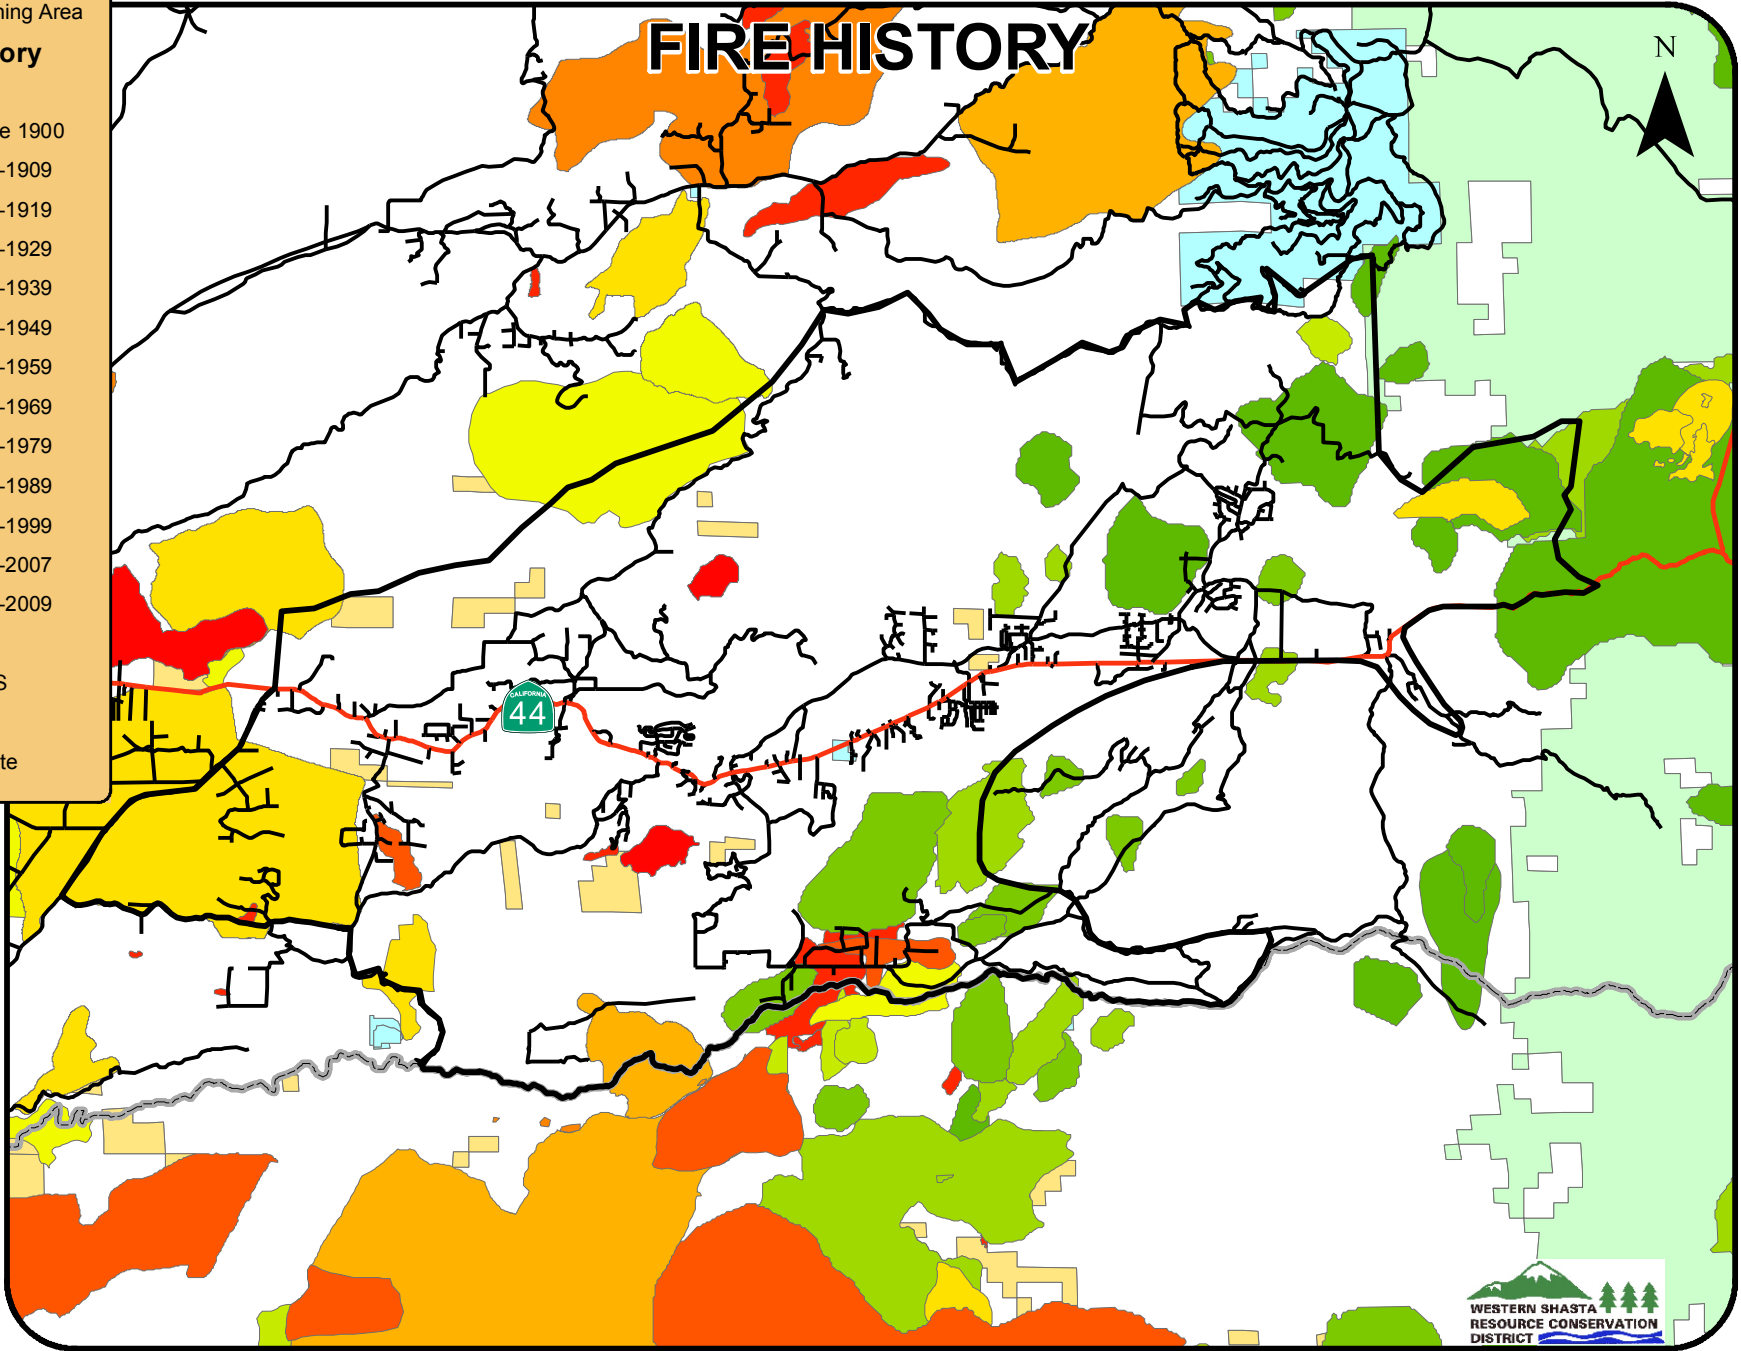 FIRE HISTORY
N
ning Area
ory
e 1900
-1909
-1919
-1929
-1939
-1949
-1959
-1969
-1979
-1989
-1999
-2007
-2009
s
te
CALIFORNIA
44
WESTERN SHASTA
RESOURCE CONSERVATION
DISTRICT